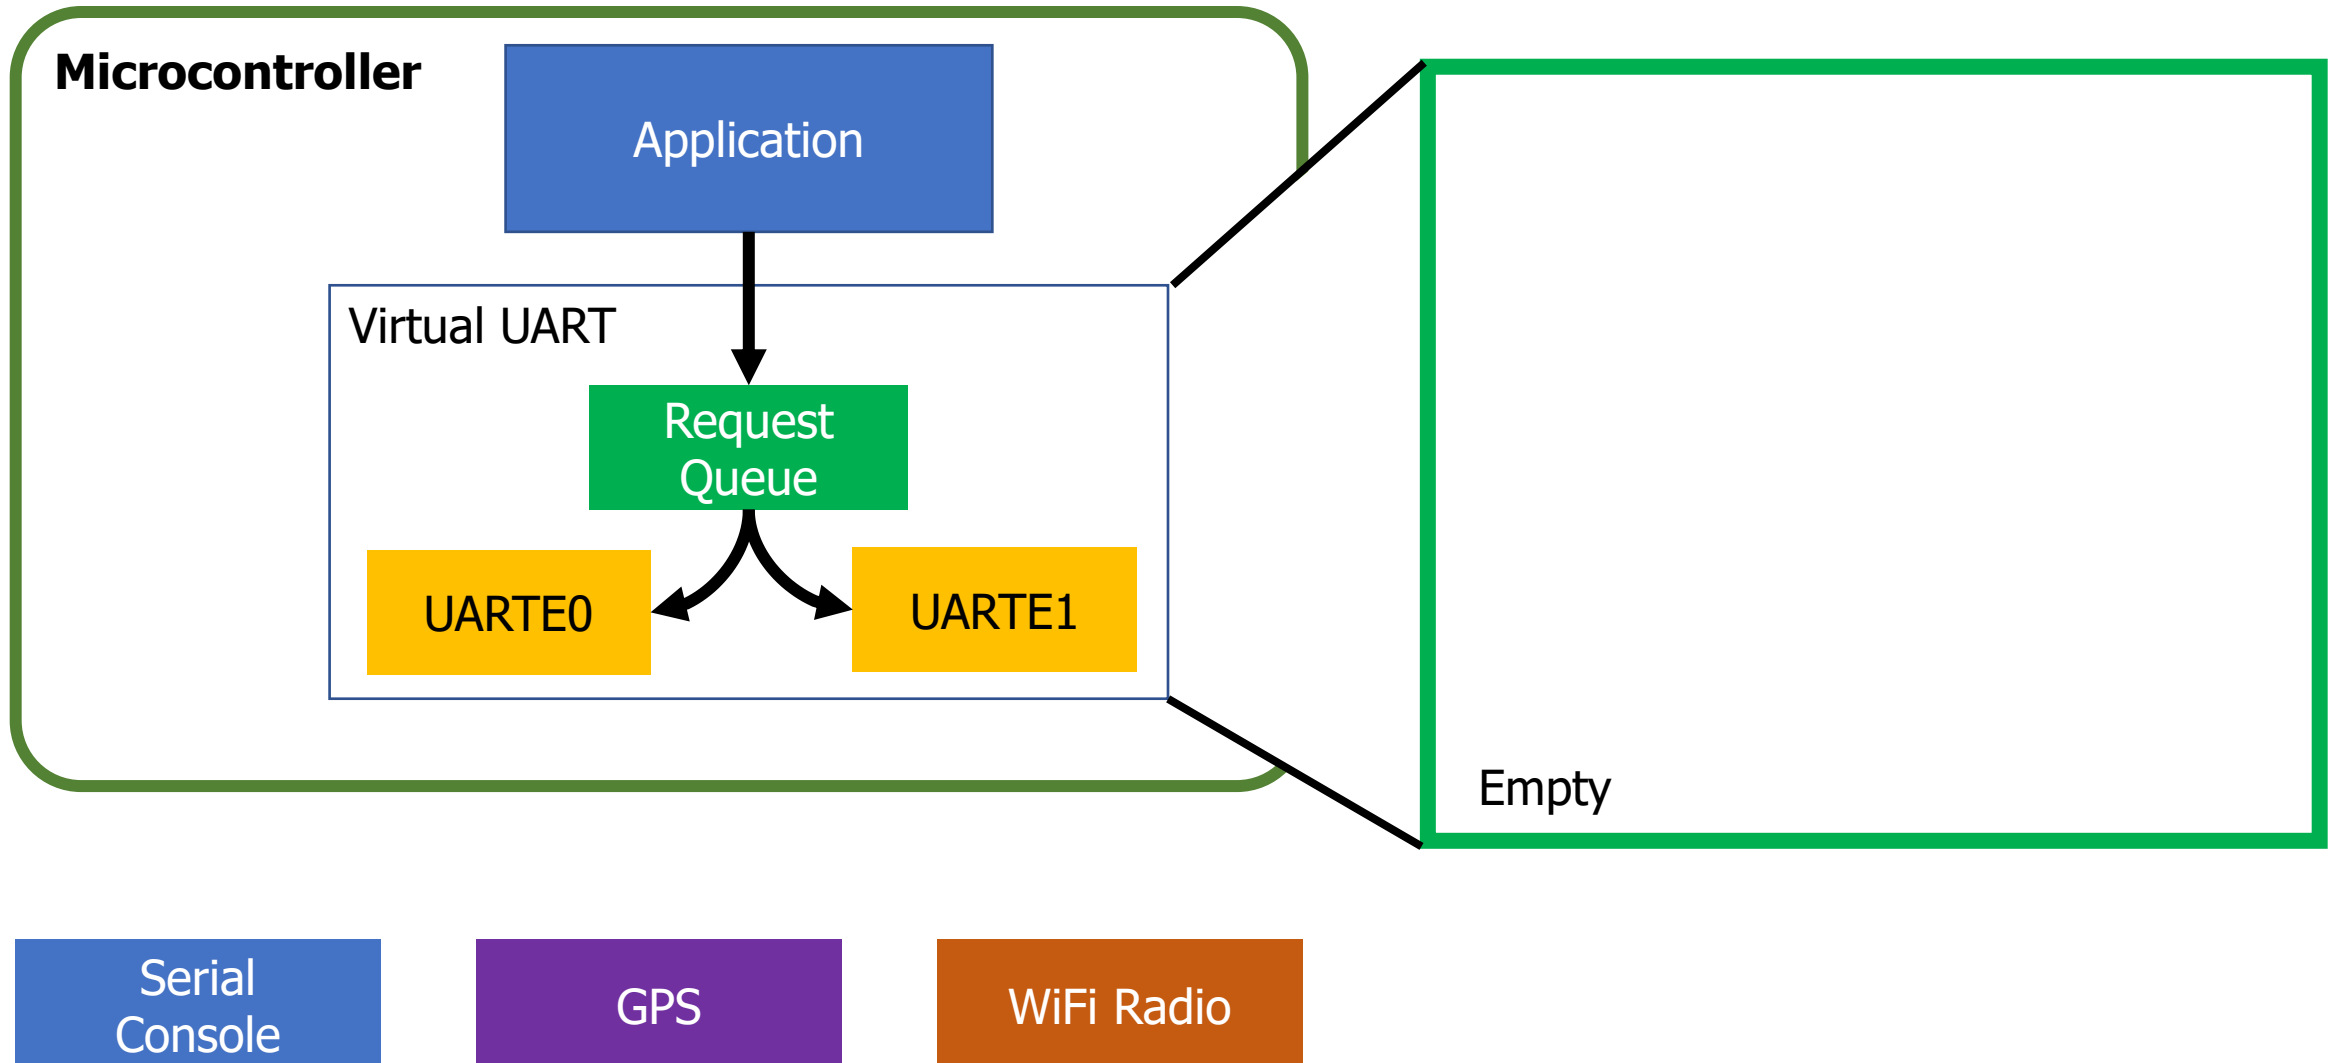 Microcontroller
Application
Virtual UART
Request
Queue
UARTE0
UARTE1
Empty
Serial
Console
GPS
WiFi Radio